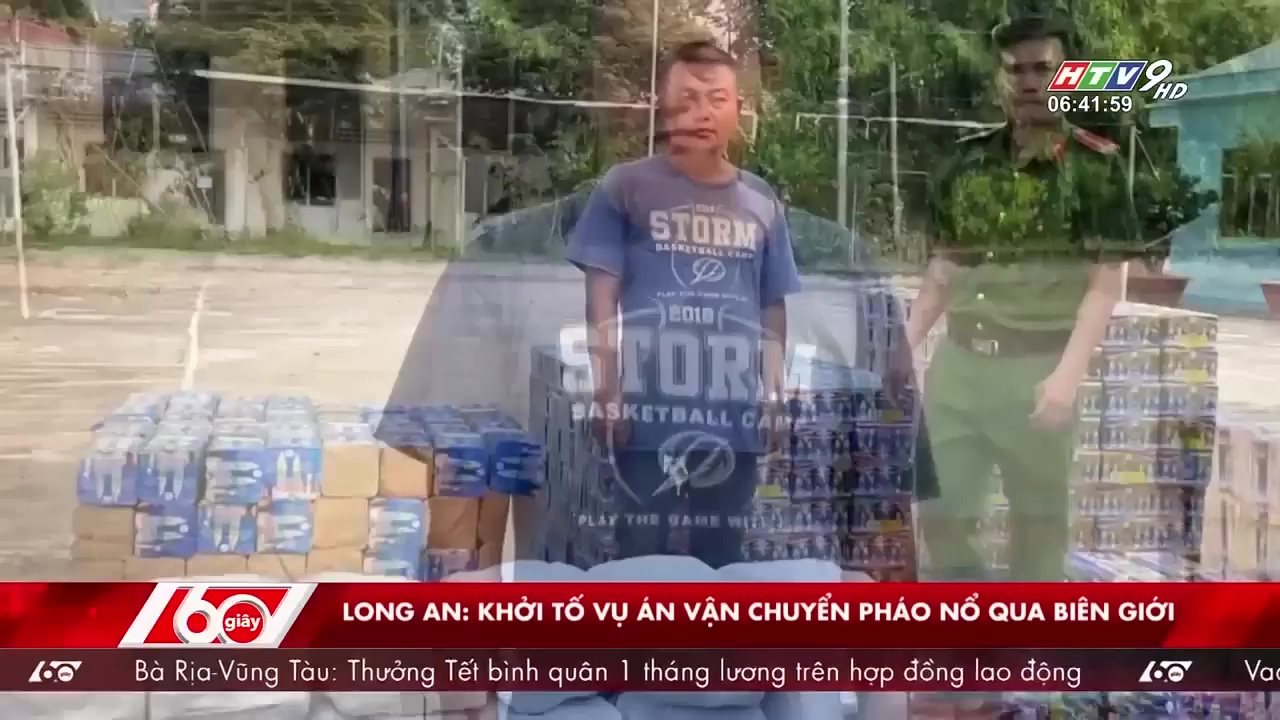 HTV9 HD
06:41:59
2018
STORM
BASKETBALL CAMP
2018
STORM
BASKETBALL CAMP
PLAY THE GAME WITH
60 giây
LONG AN: KHỞI TỐ VỤ ÁN VẬN CHUYỂN PHÁO NỔ QUA BIÊN GIỚI
Bà Rịa-Vũng Tàu: Thưởng Tết bình quân 1 tháng lương trên hợp đồng lao động